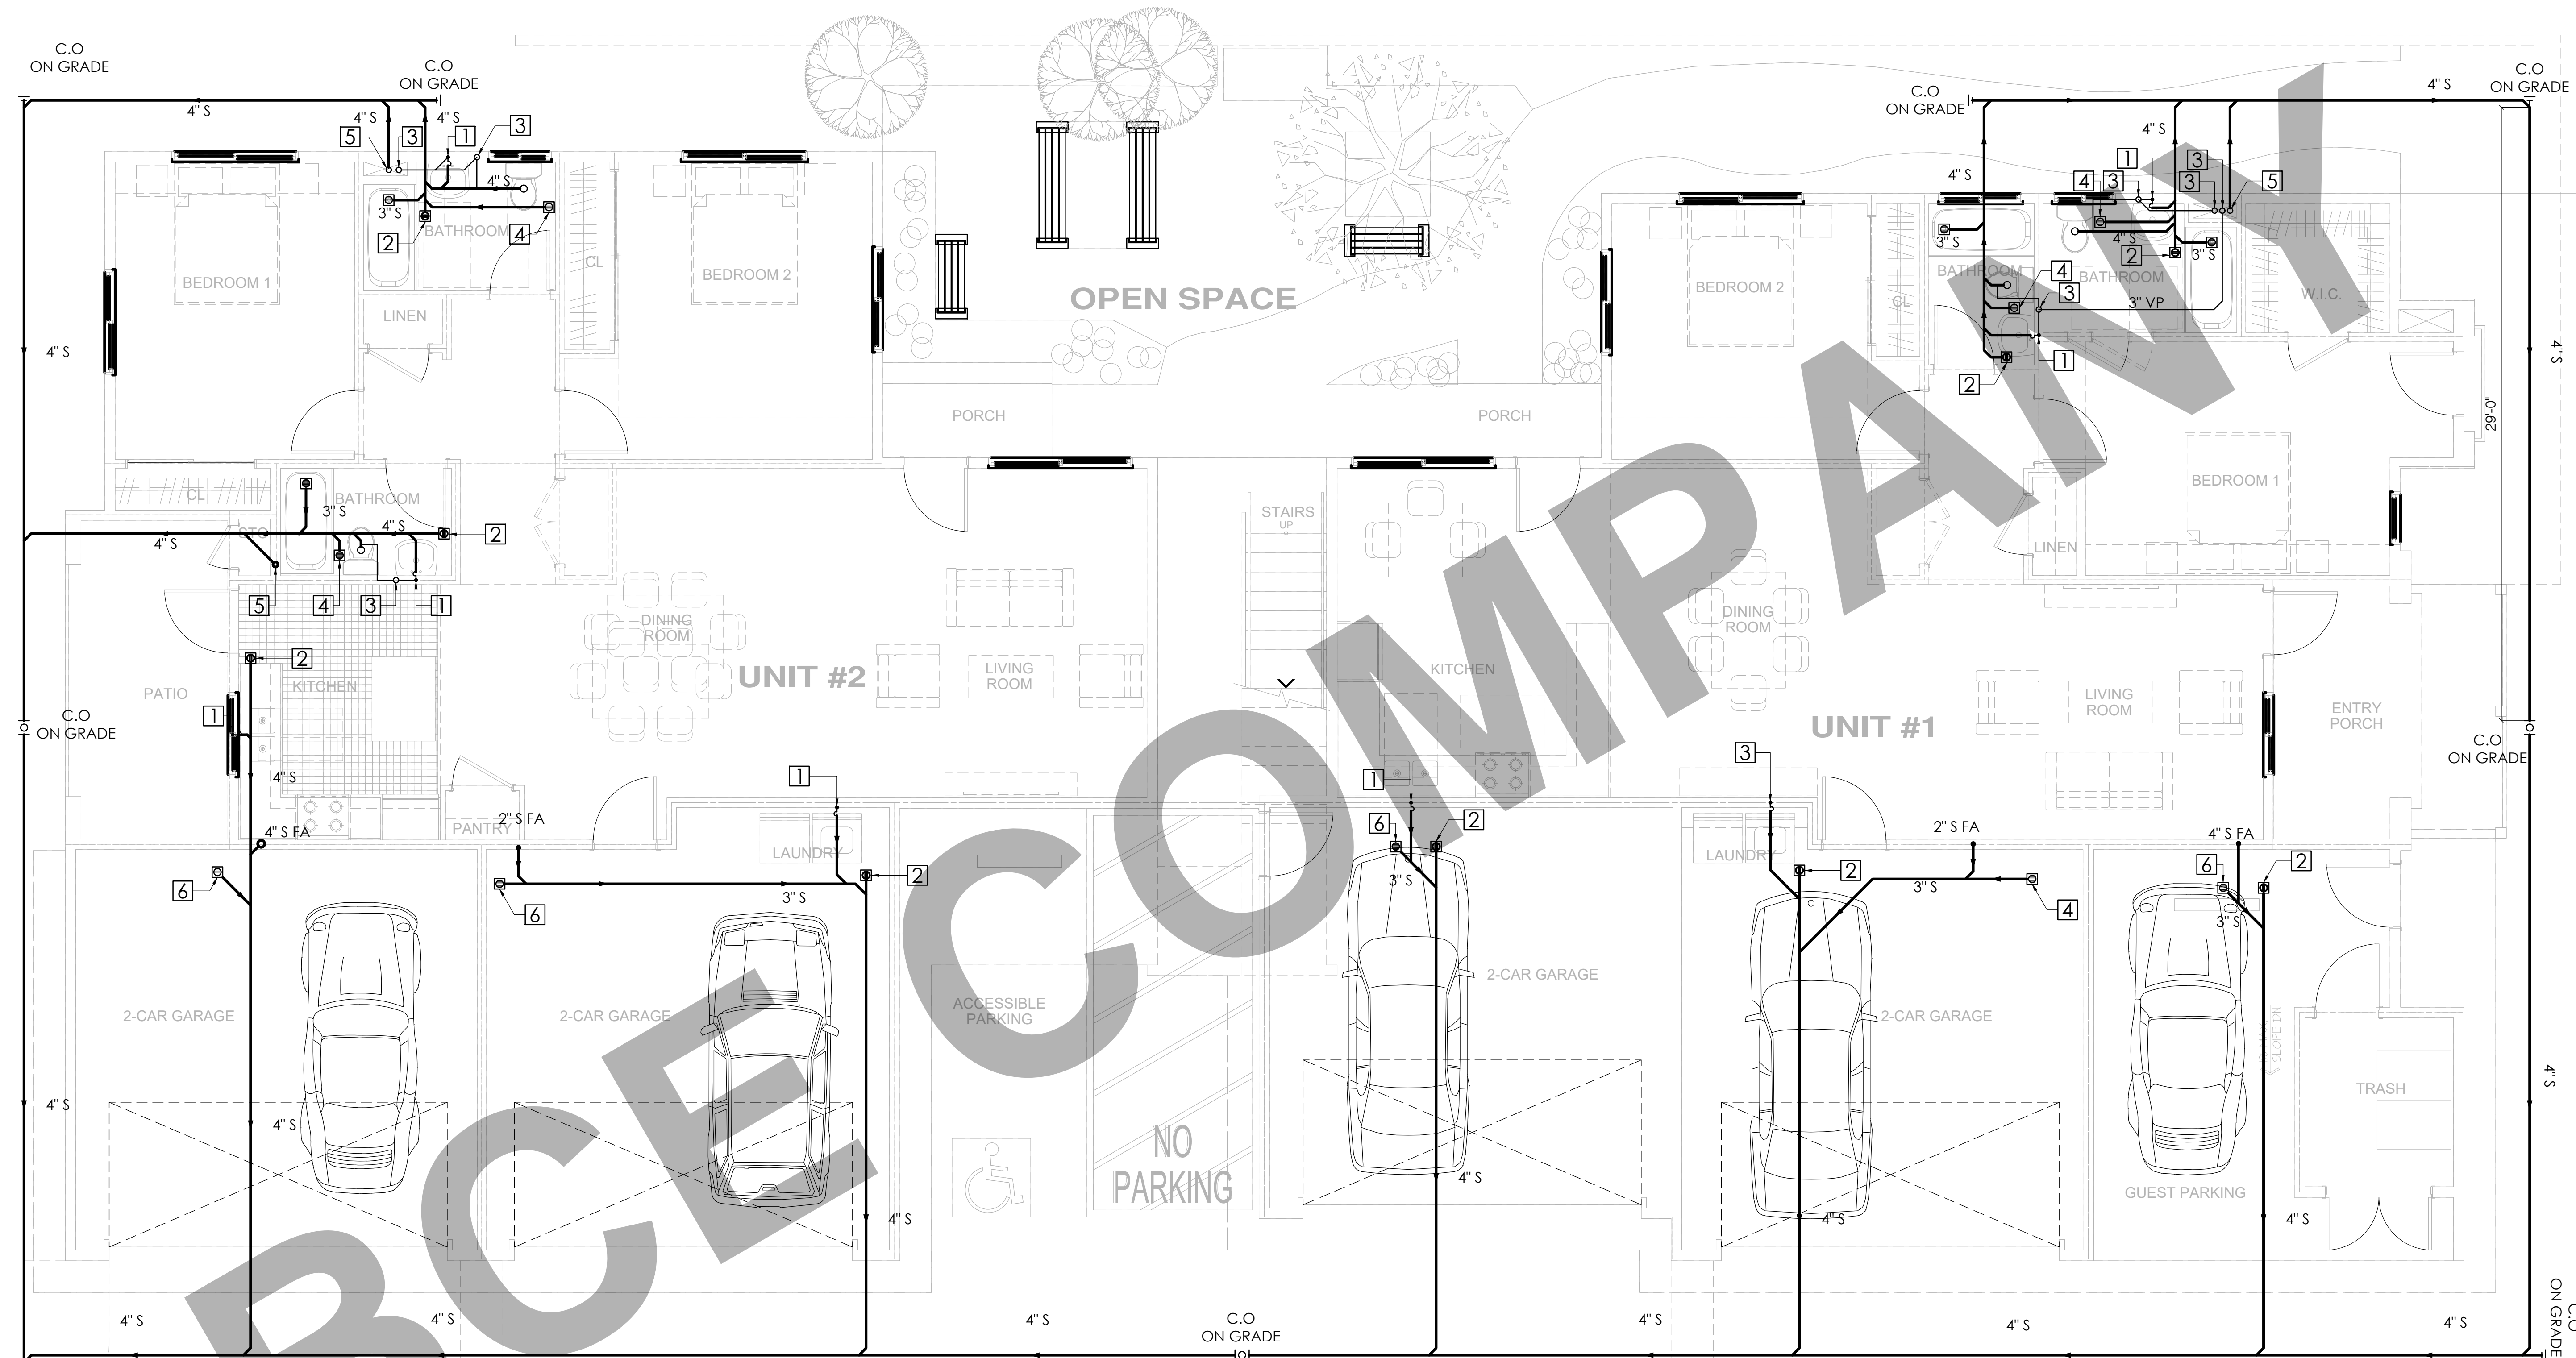 C.O
ON GRADE
C.O
ON GRADE
C.O
ON GRADE
C.O
ON GRADE
4" S
4" S
4" S
4" S
4" S
4" S
5
3
1
3
4" S
3" S
2
BATHROOM
4
BEDROOM 1
CL
BEDROOM 2
LINEN
4" S
OPEN SPACE
PORCH
PORCH
BEDROOM 2
CL
4" S
3" S
BATHROOM
4
3
1
2
1
3
3
4
3
5
4" S
2
3" S
BATHROOM
3" VP
W.I.C.
4" S
29'-0"
CL
BATHROOM
3" S
4" S
2
STO
4" S
5
4
3
1
STAIRS
UP
BEDROOM 1
LINEN
2
KITCHEN
PATIO
1
C.O
ON GRADE
4" S
DINING
ROOM
UNIT #2
LIVING
ROOM
KITCHEN
DINING
ROOM
UNIT #1
LIVING
ROOM
ENTRY
PORCH
C.O
ON GRADE
1
1
3
4" S FA
PANTRY
2" S FA
LAUNDRY
2
6
6
3" S
6
2
3" S
LAUNDRY
2
2" S FA
3" S
4
4" S FA
6
2
3" S
2-CAR GARAGE
2-CAR GARAGE
ACCESSIBLE
PARKING
2-CAR GARAGE
2-CAR GARAGE
SLOPE DN
TRASH
4" S
4" S
4" S
NO
PARKING
GUEST PARKING
4" S
4" S
4" S
4" S
4" S
4" S
4" S
C.O
ON GRADE
4" S
4" S
4" S
C.O
ON GRADE
BCE COMPANY